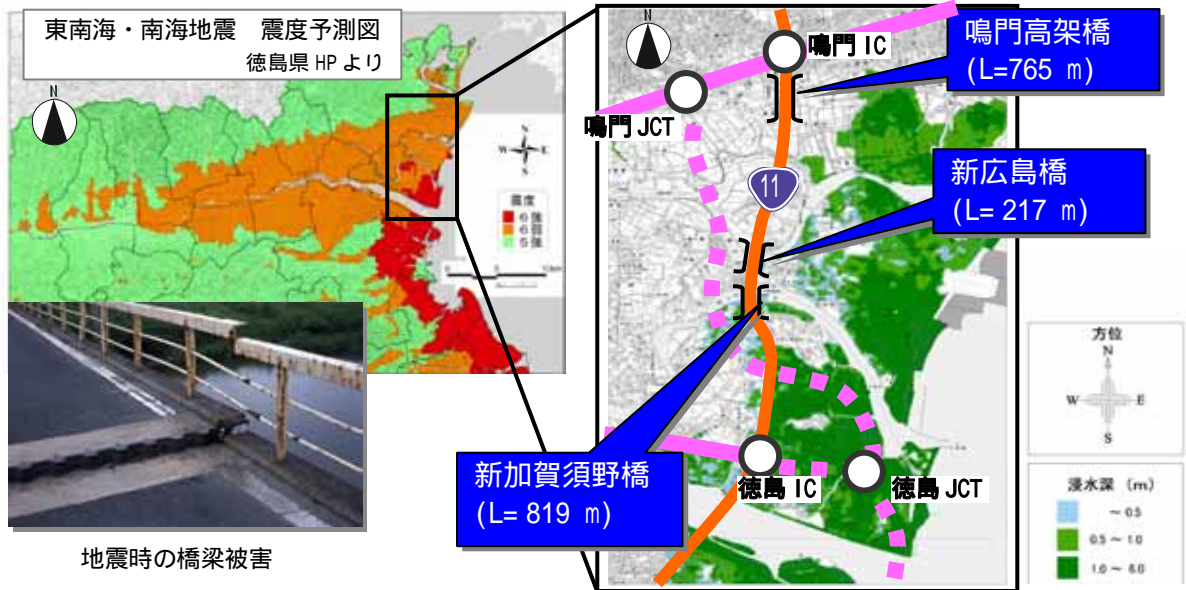 東南海・南海地震 震度予測図
徳島県 HP より
N
N
W E
S
震度
6強
6弱
5強
地震時の橋梁被害
N
鳴門 IC
鳴門 JCT
11
徳島 IC
徳島 JCT
鳴門高架橋
(L=765 m)
新広島橋
(L= 217 m)
新加賀須野橋
(L= 819 m)
方位
N
W E
S
浸水深 (m)
～ 0.5
0.5 ～ 1.0
1.0 ～ 6.0